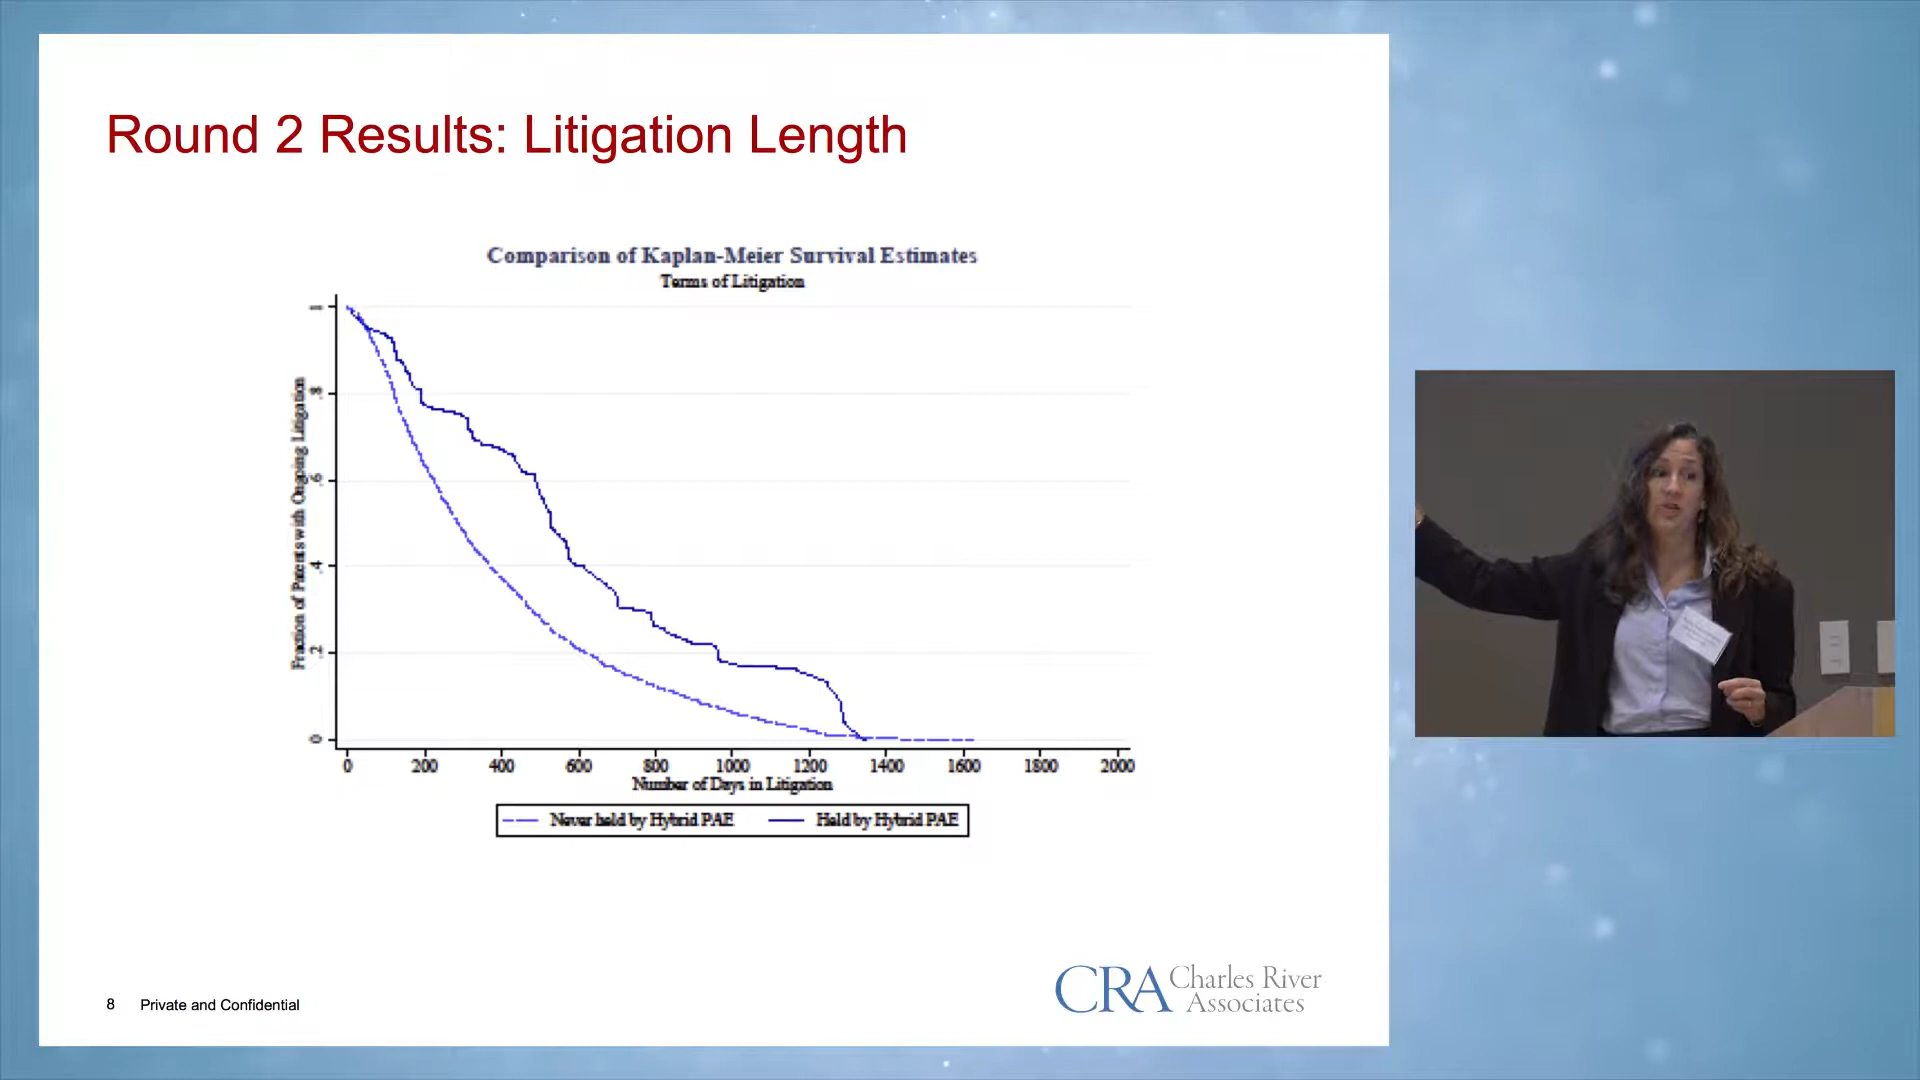 Round 2 Results: Litigation Length
Comparison of Kaplan-Meier Survival Estimates
Terms of Litigation
Fraction of Patents with Ongoing Litigation
1
.8
.6
.4
.2
0
0 200 400 600 800 1000 1200 1400 1600 1800 2000
Number of Days in Litigation
Never held by Hybrid PAE Held by Hybrid PAE
8 Private and Confidential
CRA Charles River
Associates